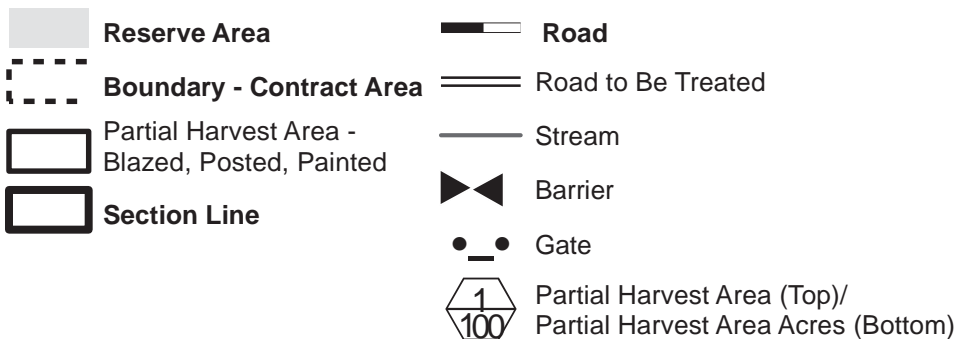 Reserve Area
Boundary - Contract Area
Partial Harvest Area -
Blazed, Posted, Painted
Section Line
Road
Road to Be Treated
Stream
Barrier
Gate
1
100
Partial Harvest Area (Top)/
Partial Harvest Area Acres (Bottom)